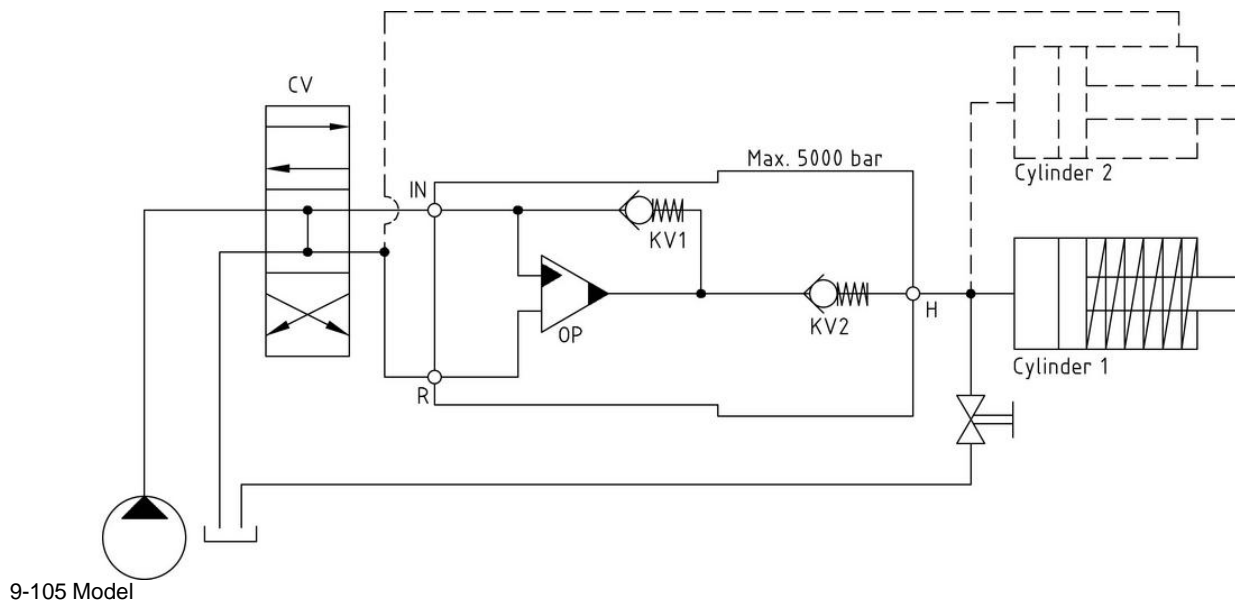 CV
IN
Max. 5000 bar
Cylinder 2
KV1
KV2
H
OP
R
Cylinder 1
9-105 Model